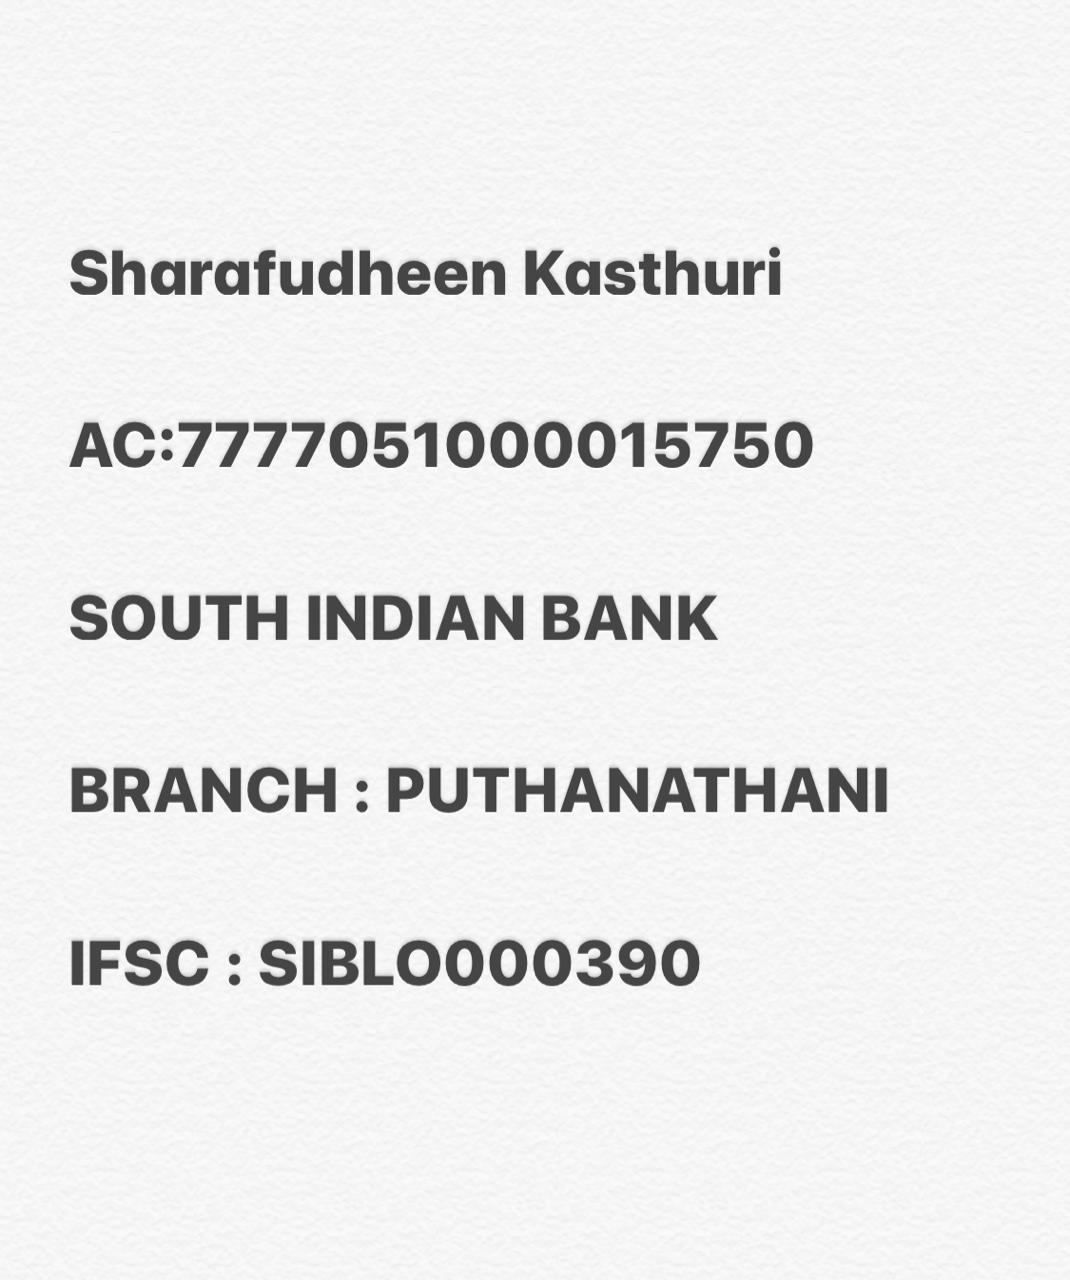 Sharafudheen Kasthuri
AC:7777051000015750
SOUTH INDIAN BANK
BRANCH : PUTHANATHANI
IFSC : SIBLO000390